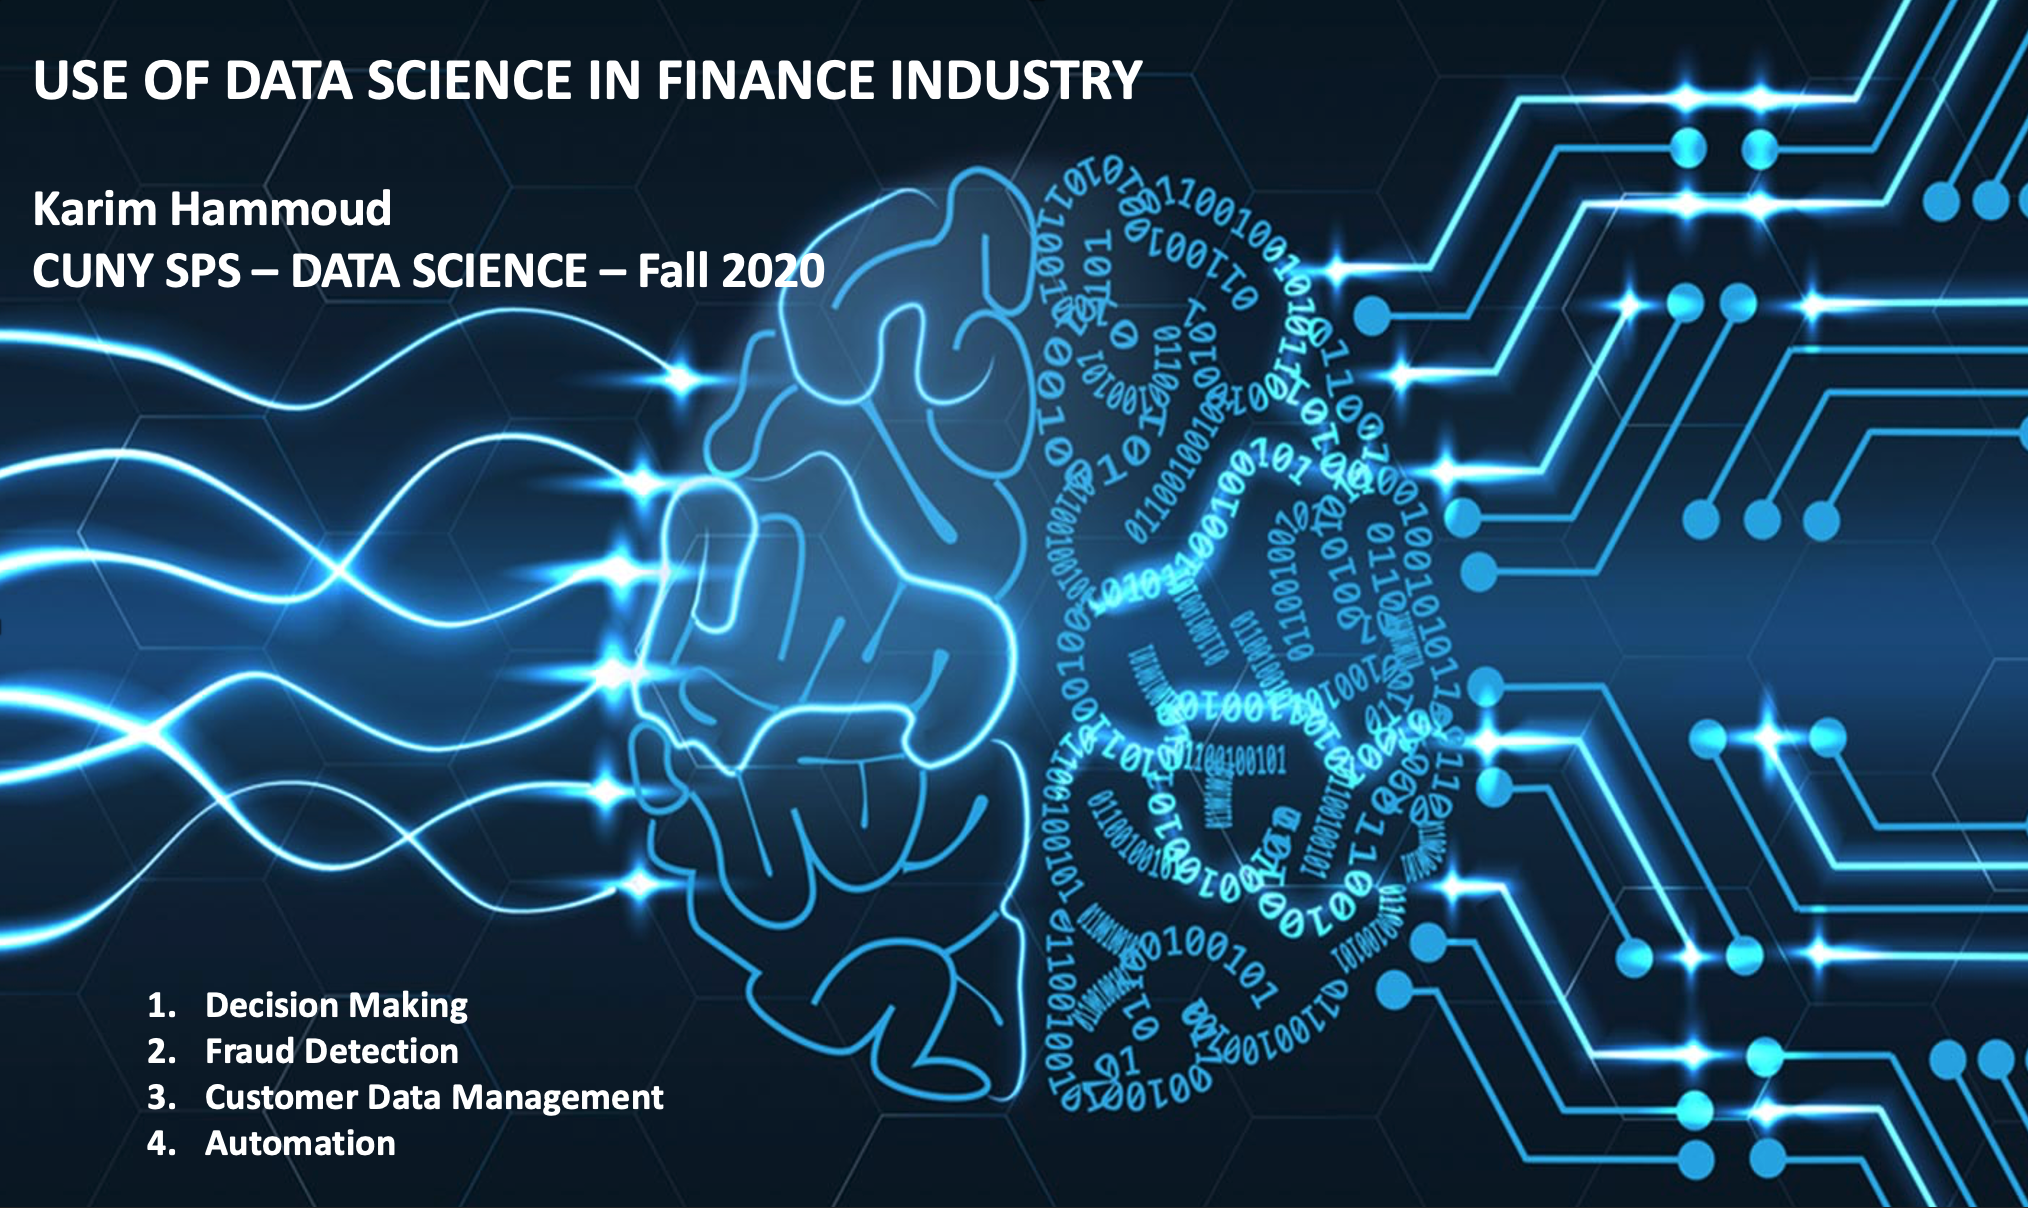 USE OF DATA SCIENCE IN FINANCE INDUSTRY
Karim Hammoud
CUNY SPS – DATA SCIENCE – Fall 2020
1. Decision Making
2. Fraud Detection
3. Customer Data Management
4. Automation